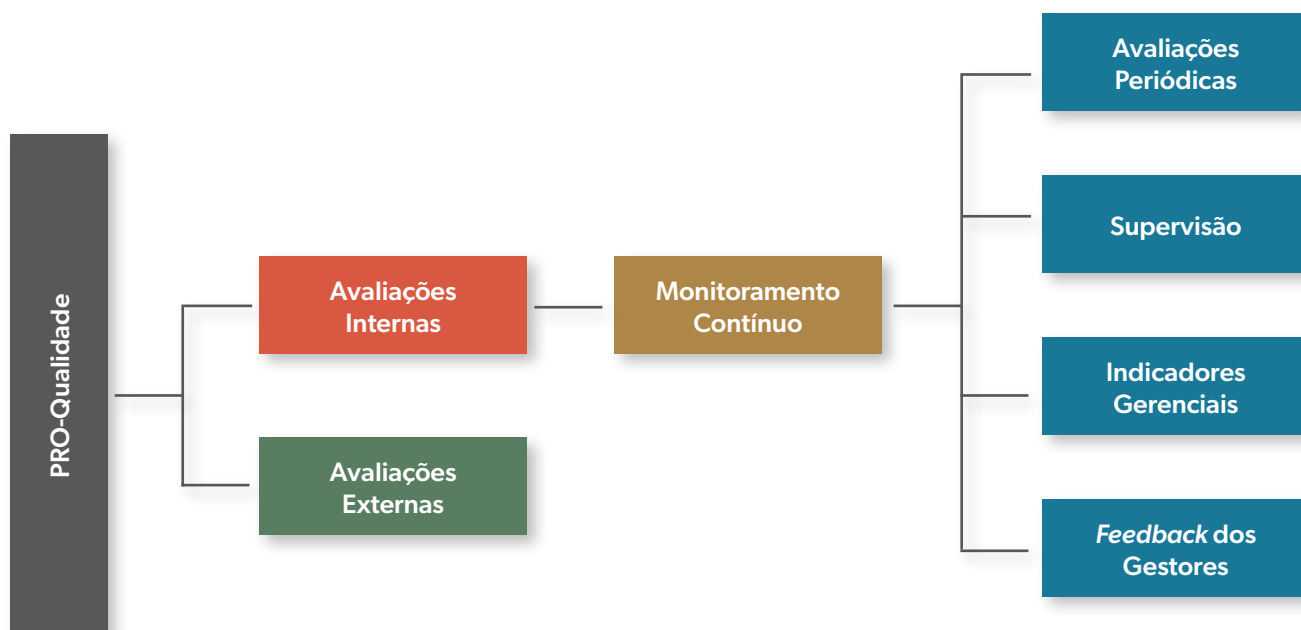 PRO-Qualidade
Avaliações
Internas
Avaliações
Externas
Monitoramento
Contínuo
Avaliações
Periódicas
Supervisão
Indicadores
Gerenciais
Feedback dos
Gestores